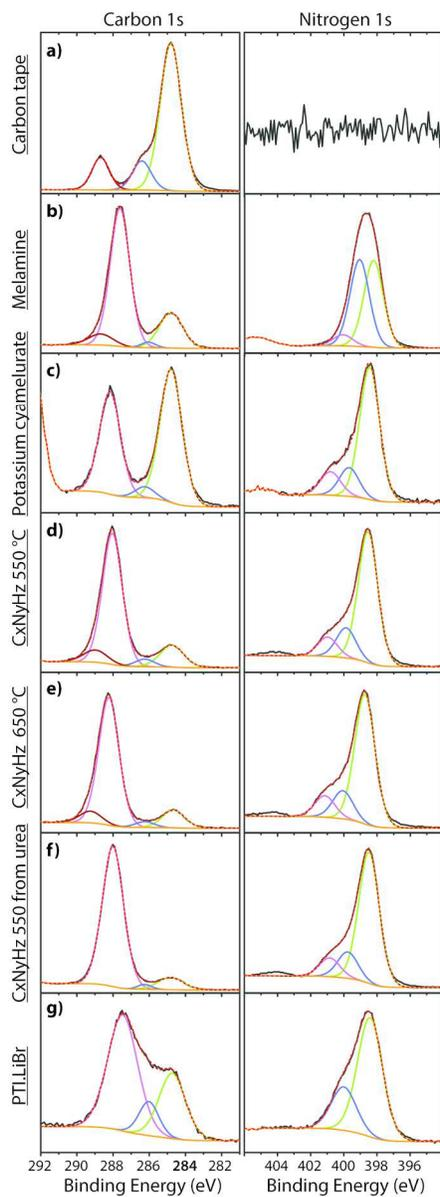 Carbon 1s Nitrogen 1s
a)
Carbon tape
b)
Melamine
c)
Potassium cyamelurate
d)
CxNyHz 550 °C
e)
CxNyHz 650 °C
f)
CxNyHz 550 from urea
g)
PTI.LiBr
292 290 288 286 284 282 404 402 400 398 396
Binding Energy (eV) Binding Energy (eV)